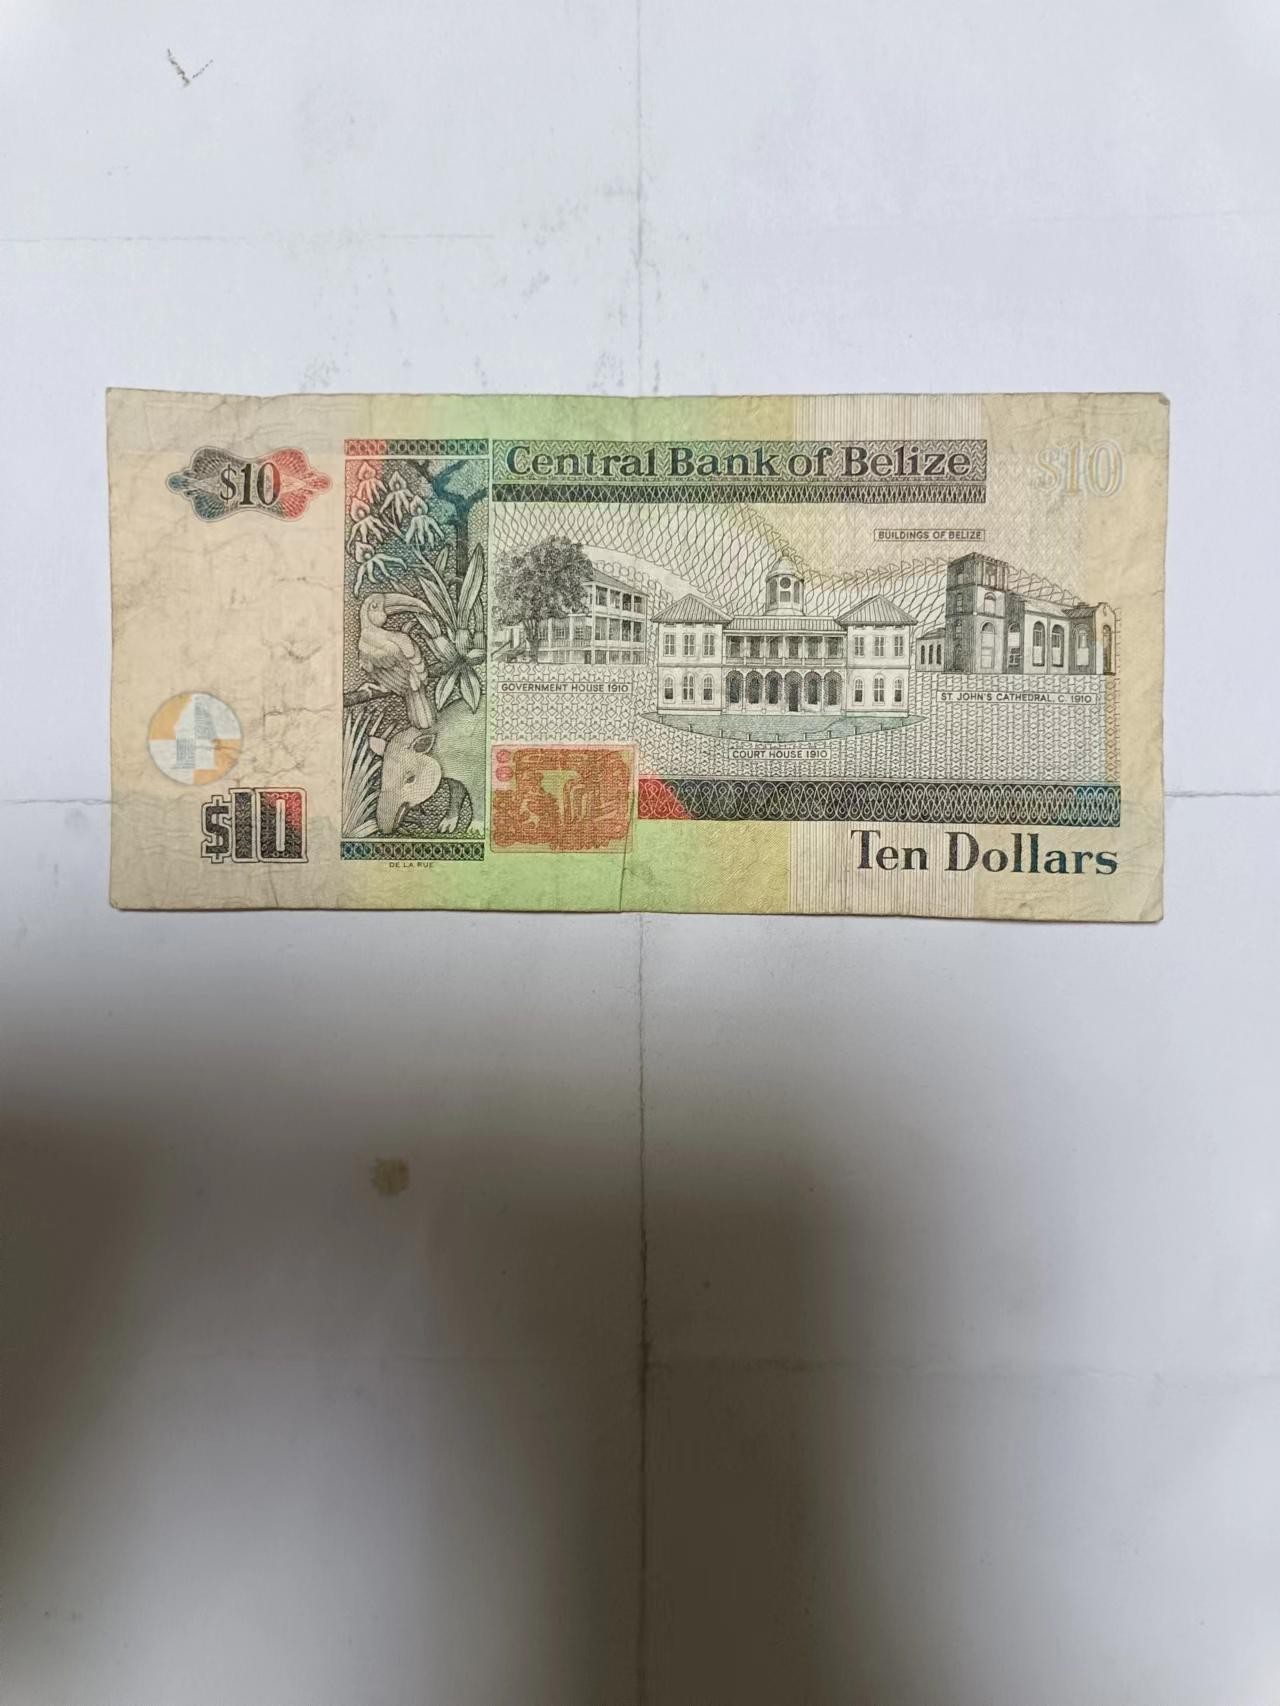 $10
Central Bank of Belize
$10
BUILDINGS OF BELIZE
GOVERNMENT HOUSE 1910
ST JOHN'S CATHEDRAL, C. 1910
COURT HOUSE 1910
$10
Ten Dollars
DE LA RUE